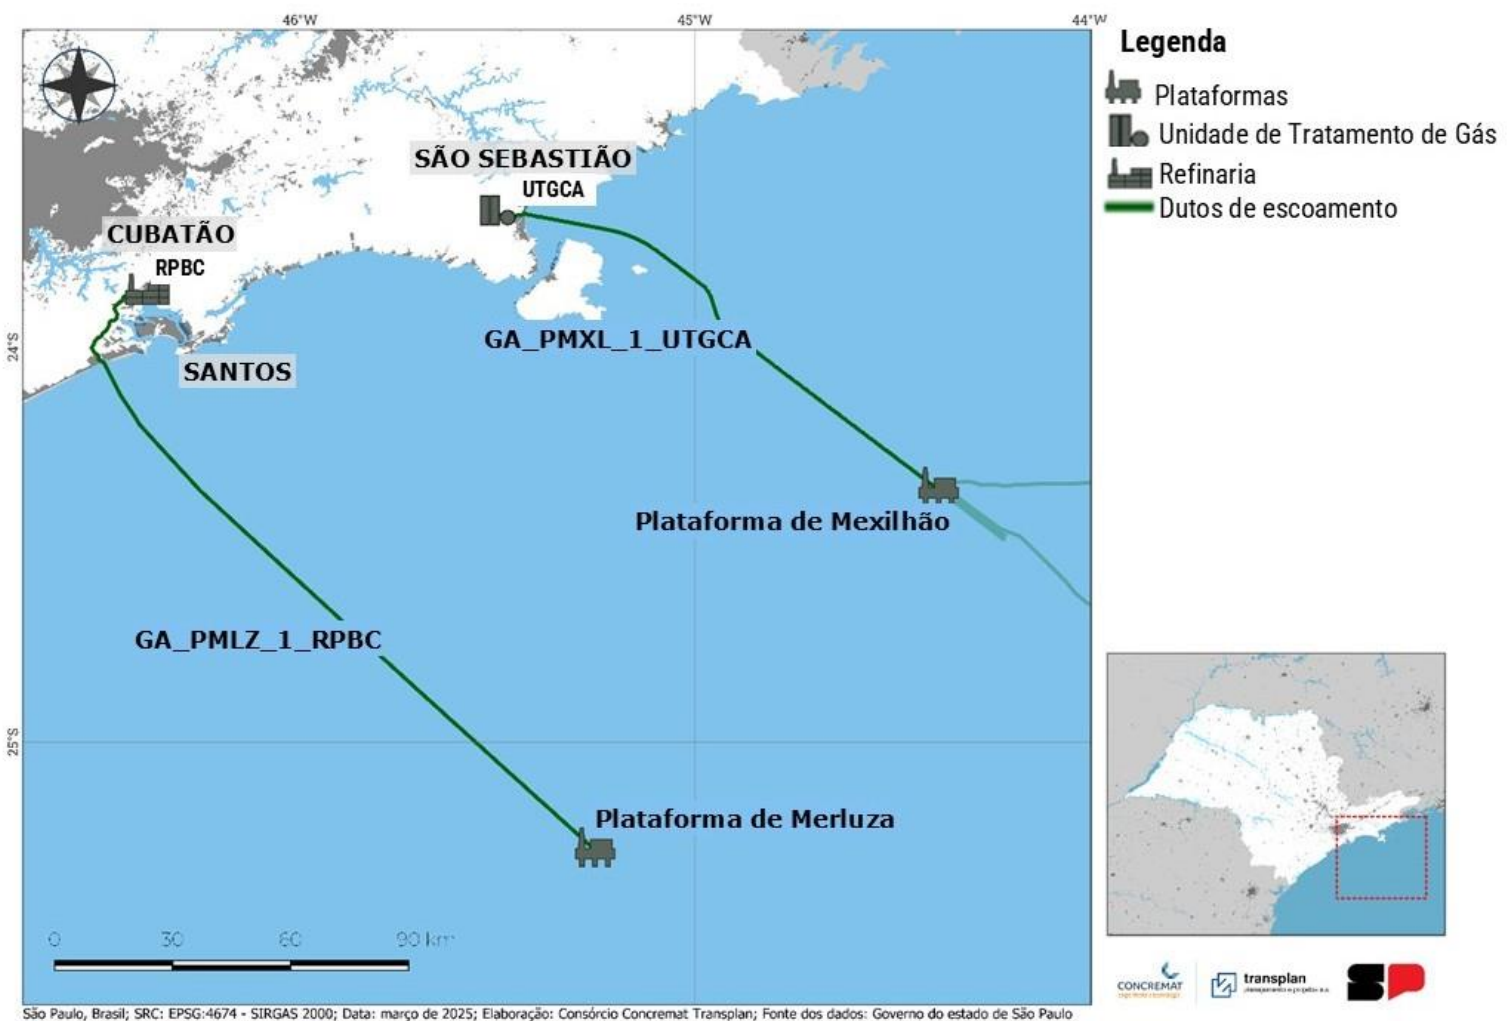 46°W
45°W
44°W
Legenda
Plataformas
Unidade de Tratamento de Gás
Refinaria
Dutos de escoamento
SÃO SEBASTIÃO
UTGCA
CUBATÃO
RPBC
24°S
SANTOS
GA_PMXL_1_UTGCA
Plataforma de Mexilhão
GA_PMLZ_1_RPBC
25°S
Plataforma de Merluza
0 30 60 90 km
CONCREMAT
transplan
SP
São Paulo, Brasil; SRC: EPSG:4674 - SIRGAS 2000; Data: março de 2025; Elaboração: Consórcio Concremat Transplan; Fonte dos dados: Governo do estado de São Paulo